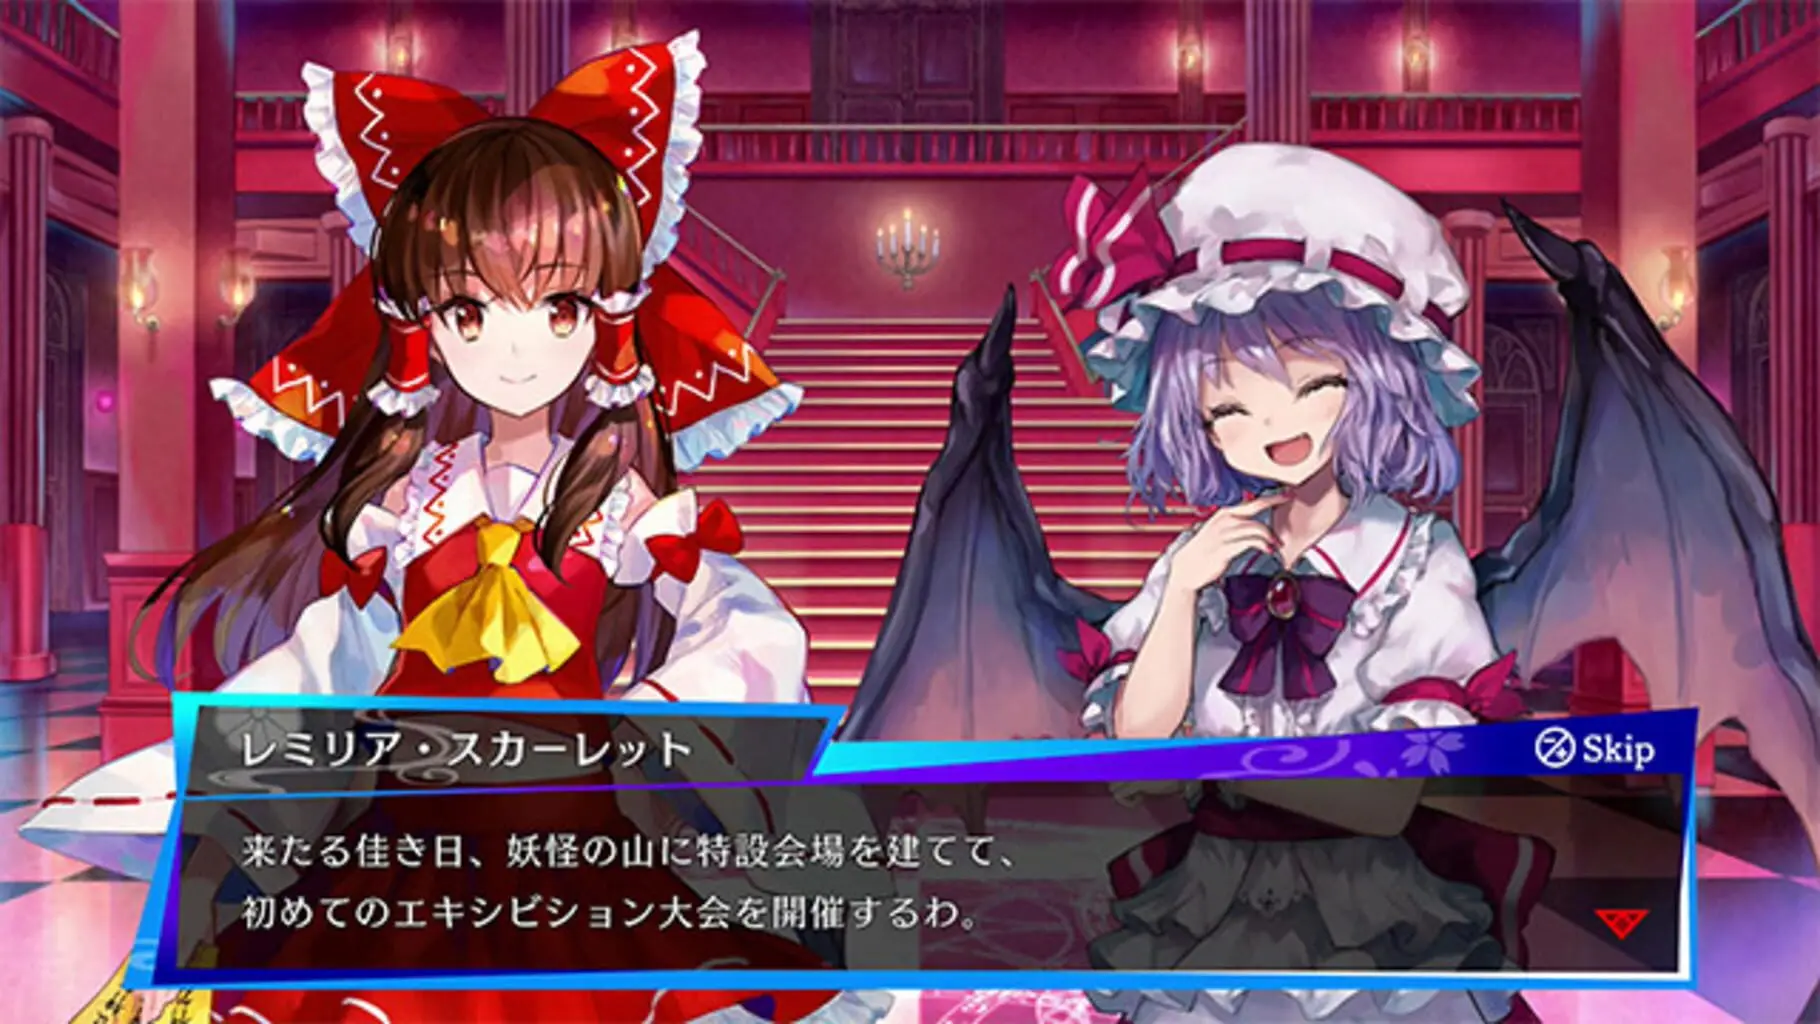 レミリア・スカーレット
Skip
来たる佳き日、妖怪の山に特設会場を建てて、
初めてのエキシビション大会を開催するわ。